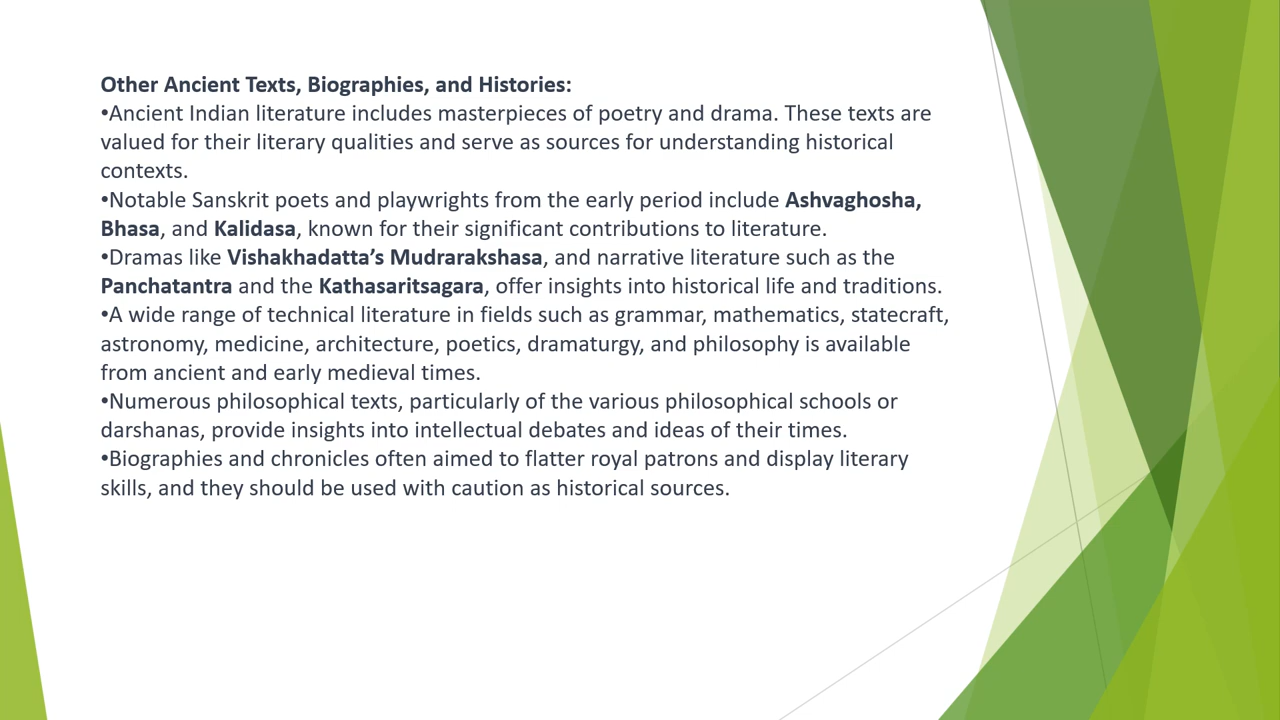 Other Ancient Texts, Biographies, and Histories:
•Ancient Indian literature includes masterpieces of poetry and drama. These texts are
valued for their literary qualities and serve as sources for understanding historical
contexts.
•Notable Sanskrit poets and playwrights from the early period include Ashvaghosha,
Bhasa, and Kalidasa, known for their significant contributions to literature.
•Dramas like Vishakhadatta’s Mudrarakshasa, and narrative literature such as the
Panchatantra and the Kathasaritsagara, offer insights into historical life and traditions.
•A wide range of technical literature in fields such as grammar, mathematics, statecraft,
astronomy, medicine, architecture, poetics, dramaturgy, and philosophy is available
from ancient and early medieval times.
•Numerous philosophical texts, particularly of the various philosophical schools or
darshanas, provide insights into intellectual debates and ideas of their times.
•Biographies and chronicles often aimed to flatter royal patrons and display literary
skills, and they should be used with caution as historical sources.